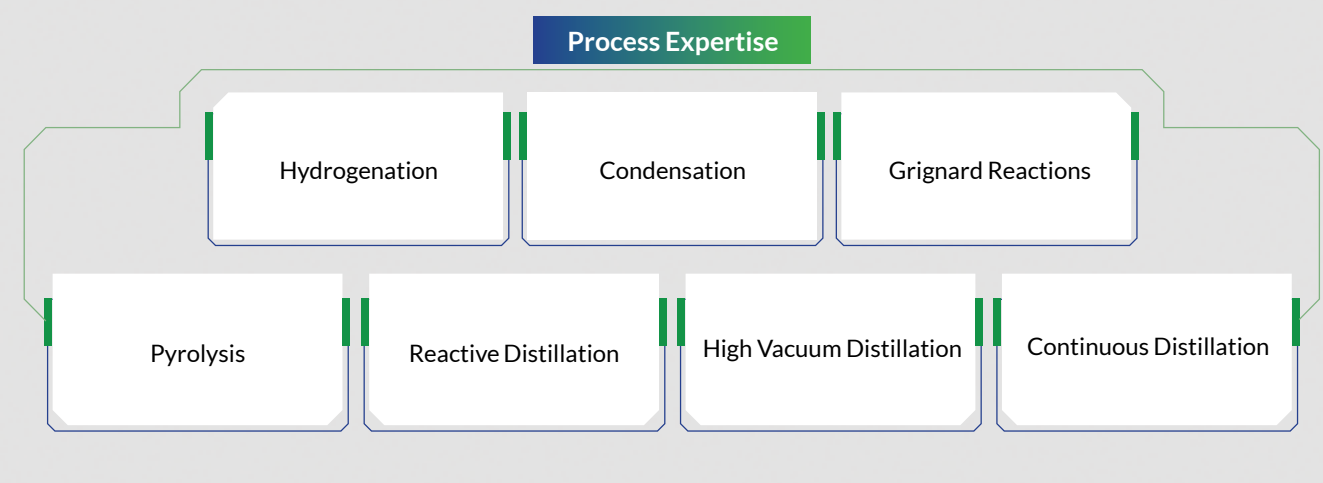 Process Expertise
Hydrogenation
Condensation
Grignard Reactions
Pyrolysis
Reactive Distillation
High Vacuum Distillation
Continuous Distillation